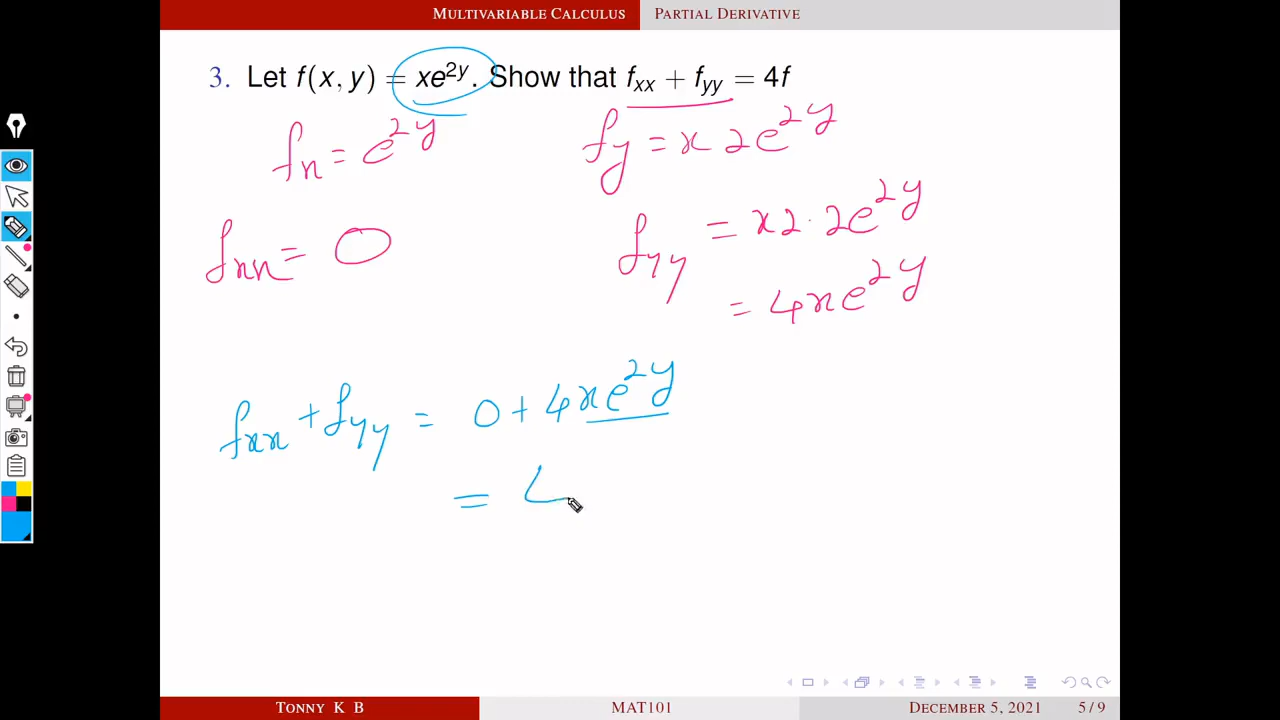 MULTIVARIABLE CALCULUS PARTIAL DERIVATIVE
3. Let f(x, y) = xe^{2y}. Show that f_{xx} + f_{yy} = 4f
f_x = e^{2y} f_y = x 2e^{2y}
f_{xx} = 0 f_{yy} = x2 · 2e^{2y}
= 4xe^{2y}
f_{xx} + f_{yy} = 0 + 4xe^{2y}
=
TONNY K B MAT101 DECEMBER 5, 2021 5 / 9